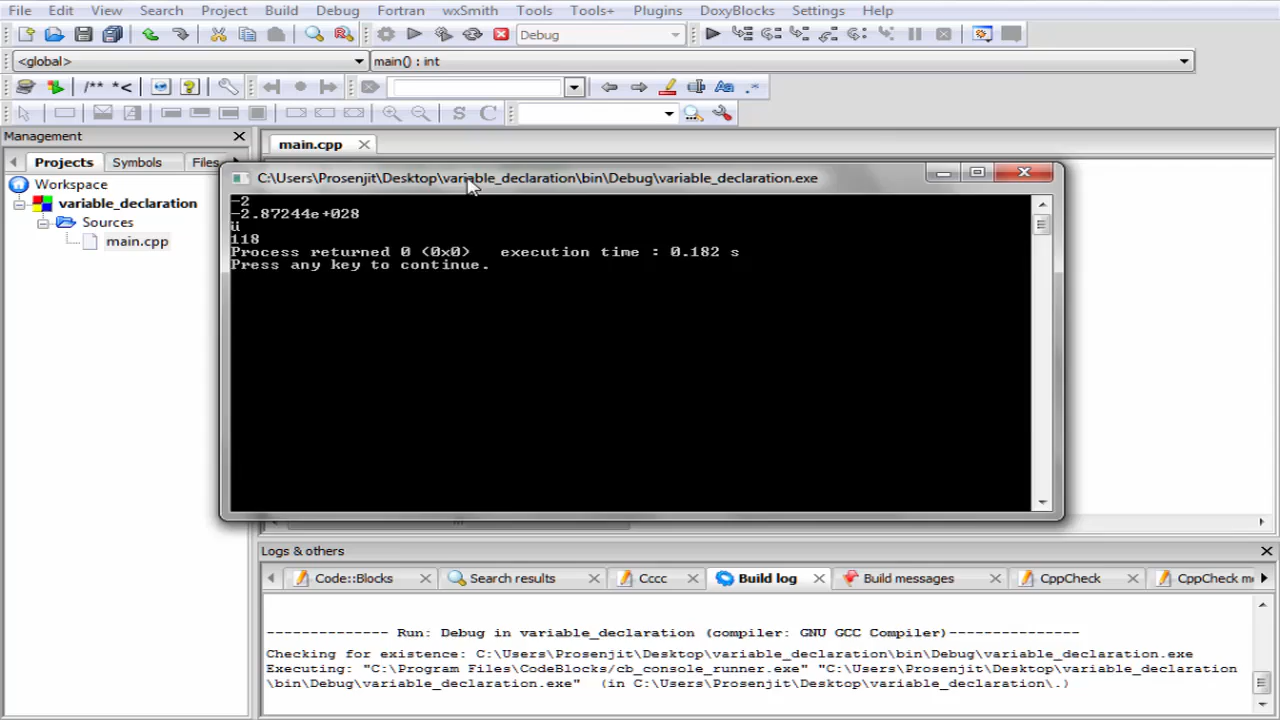 File Edit View Search Project Build Debug Fortran wxSmith Tools Tools+ Plugins DoxyBlocks Settings Help
Debug
<global> main() : int
/** *<
S C
Management
main.cpp
Projects Symbols Files
C:\Users\Prosenjit\Desktop\variable_declaration\bin\Debug\variable_declaration.exe
Workspace
variable_declaration
Sources
main.cpp
-2
-2.87244e+028
ü
118
Process returned 0 (0x0) execution time : 0.182 s
Press any key to continue.
Logs & others
Code::Blocks Search results Cccc Build log Build messages CppCheck CppCheck me
-------------- Run: Debug in variable_declaration (compiler: GNU GCC Compiler)---------------
Checking for existence: C:\Users\Prosenjit\Desktop\variable_declaration\bin\Debug\variable_declaration.exe
Executing: "C:\Program Files\CodeBlocks/cb_console_runner.exe" "C:\Users\Prosenjit\Desktop\variable_declaration
\bin\Debug\variable_declaration.exe" (in C:\Users\Prosenjit\Desktop\variable_declaration\.)